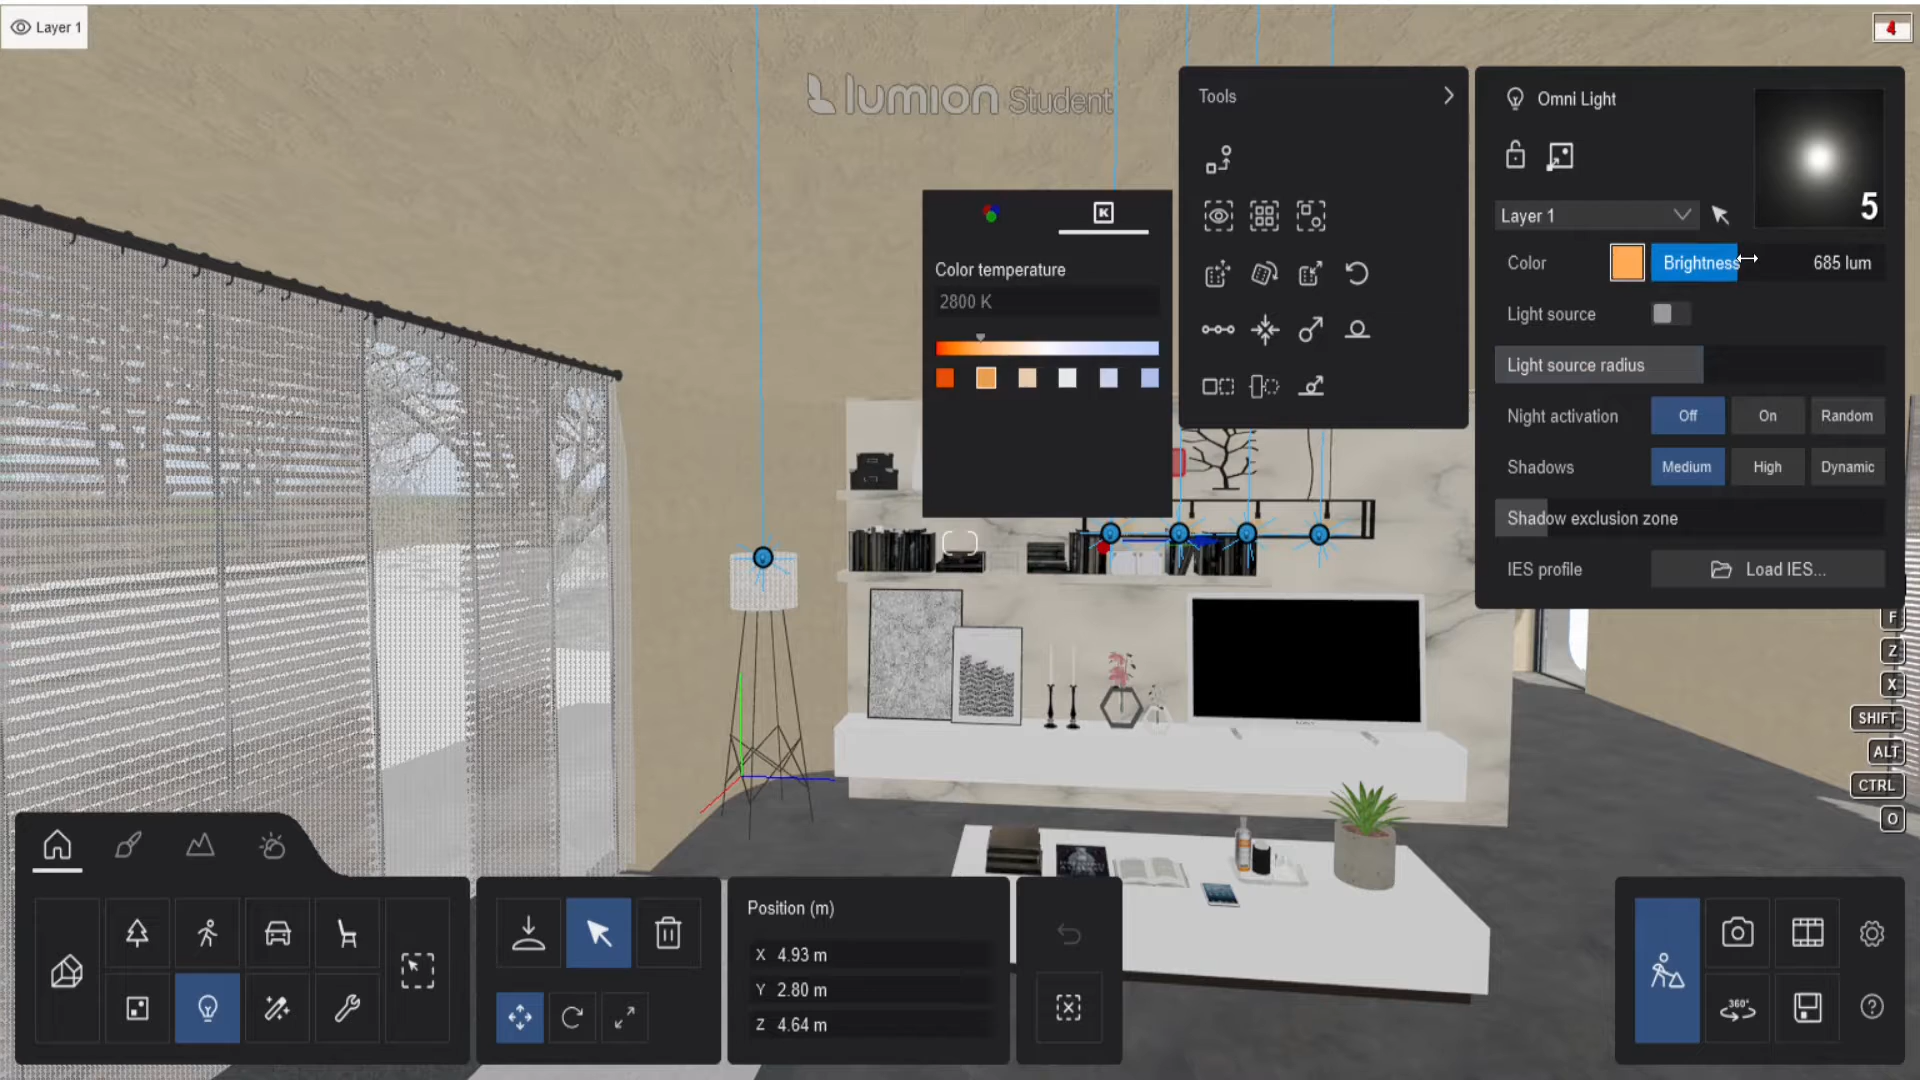 Layer 1
4
lumion Student
Tools
Omni Light
5
Layer 1
Color
Brightness
685 lum
Color temperature
2800 K
Light source
Light source radius
Night activation
Off
On
Random
Shadows
Medium
High
Dynamic
Shadow exclusion zone
IES profile
Load IES...
F
Z
X
SHIFT
ALT
CTRL
O
Position (m)
X 4.93 m
Y 2.80 m
Z 4.64 m
360°
K